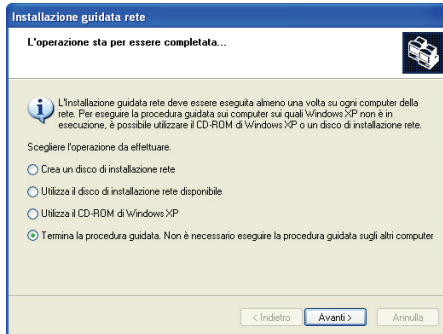 Installazione guidata rete
L'operazione sta per essere completata...
L'Installazione guidata rete deve essere eseguita almeno una volta su ogni computer della
rete. Per eseguire la procedura guidata sui computer sui quali Windows XP non è in
esecuzione, è possibile utilizzare il CD-ROM di Windows XP o un disco di installazione rete.
Scegliere l'operazione da effettuare.
Crea un disco di installazione rete
Utilizza il disco di installazione rete disponibile
Utilizza il CD-ROM di Windows XP
Termina la procedura guidata. Non è necessario eseguire la procedura guidata sugli altri computer
< Indietro Avanti > Annulla